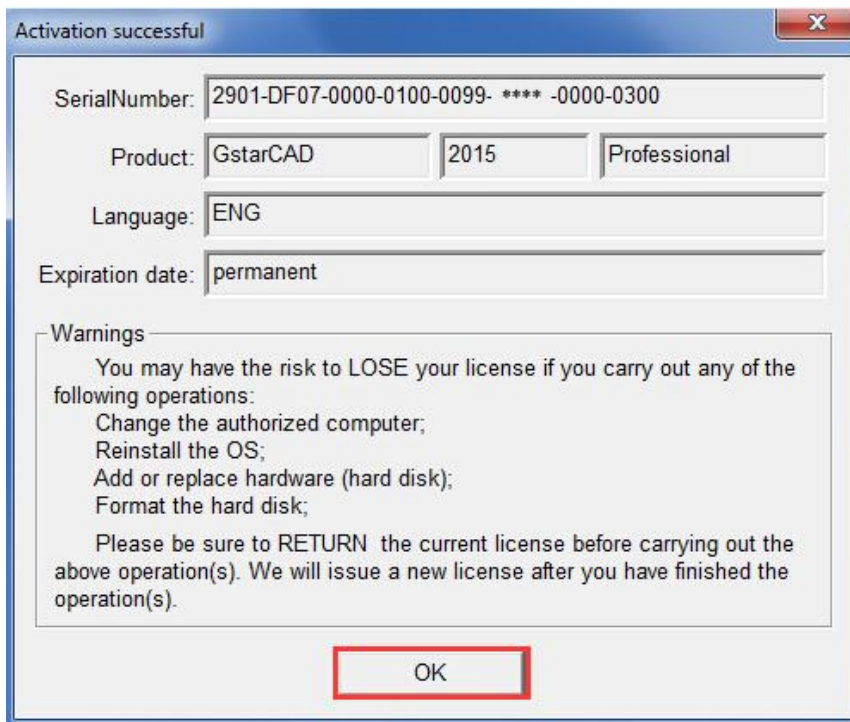 Activation successful
SerialNumber: 2901-DF07-0000-0100-0099- **** -0000-0300
Product: GstarCAD 2015 Professional
Language: ENG
Expiration date: permanent
Warnings
You may have the risk to LOSE your license if you carry out any of the
following operations:
Change the authorized computer;
Reinstall the OS;
Add or replace hardware (hard disk);
Format the hard disk;
Please be sure to RETURN the current license before carrying out the
above operation(s). We will issue a new license after you have finished the
operation(s).
OK